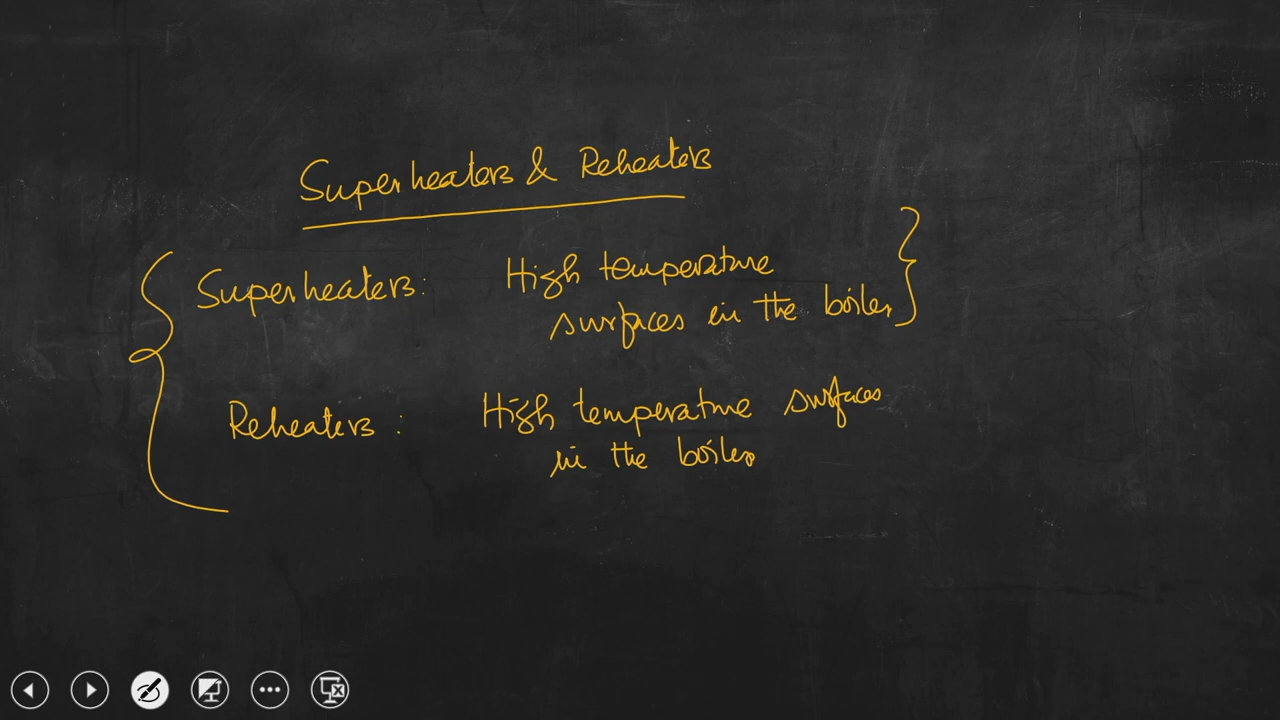 Superheaters & Reheaters
Superheaters: High temperature
surfaces in the boiler
Reheaters : High temperature surfaces
in the boiler